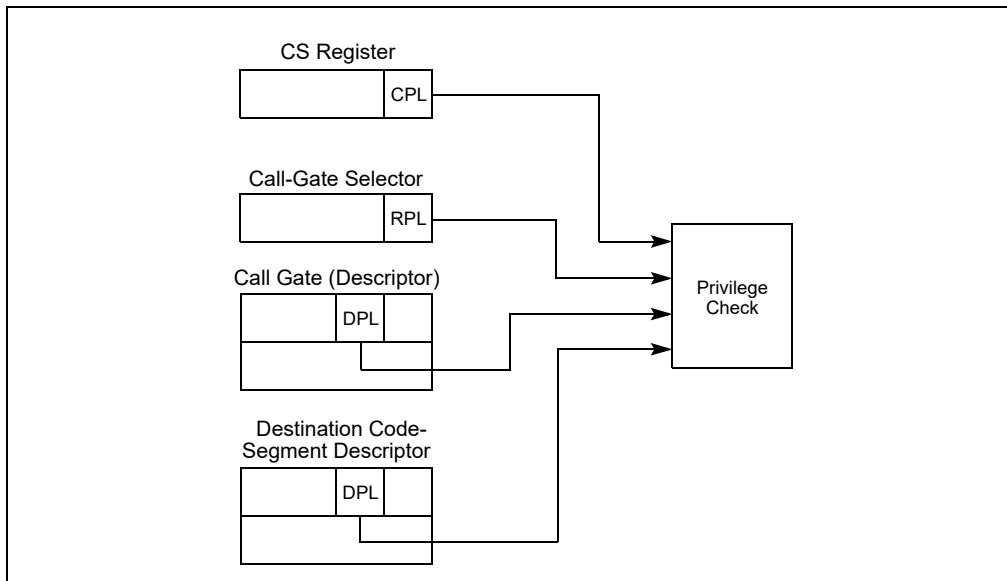 CS Register
CPL
Call-Gate Selector
RPL
Call Gate (Descriptor)
DPL
Privilege
Check
Destination Code-
Segment Descriptor
DPL